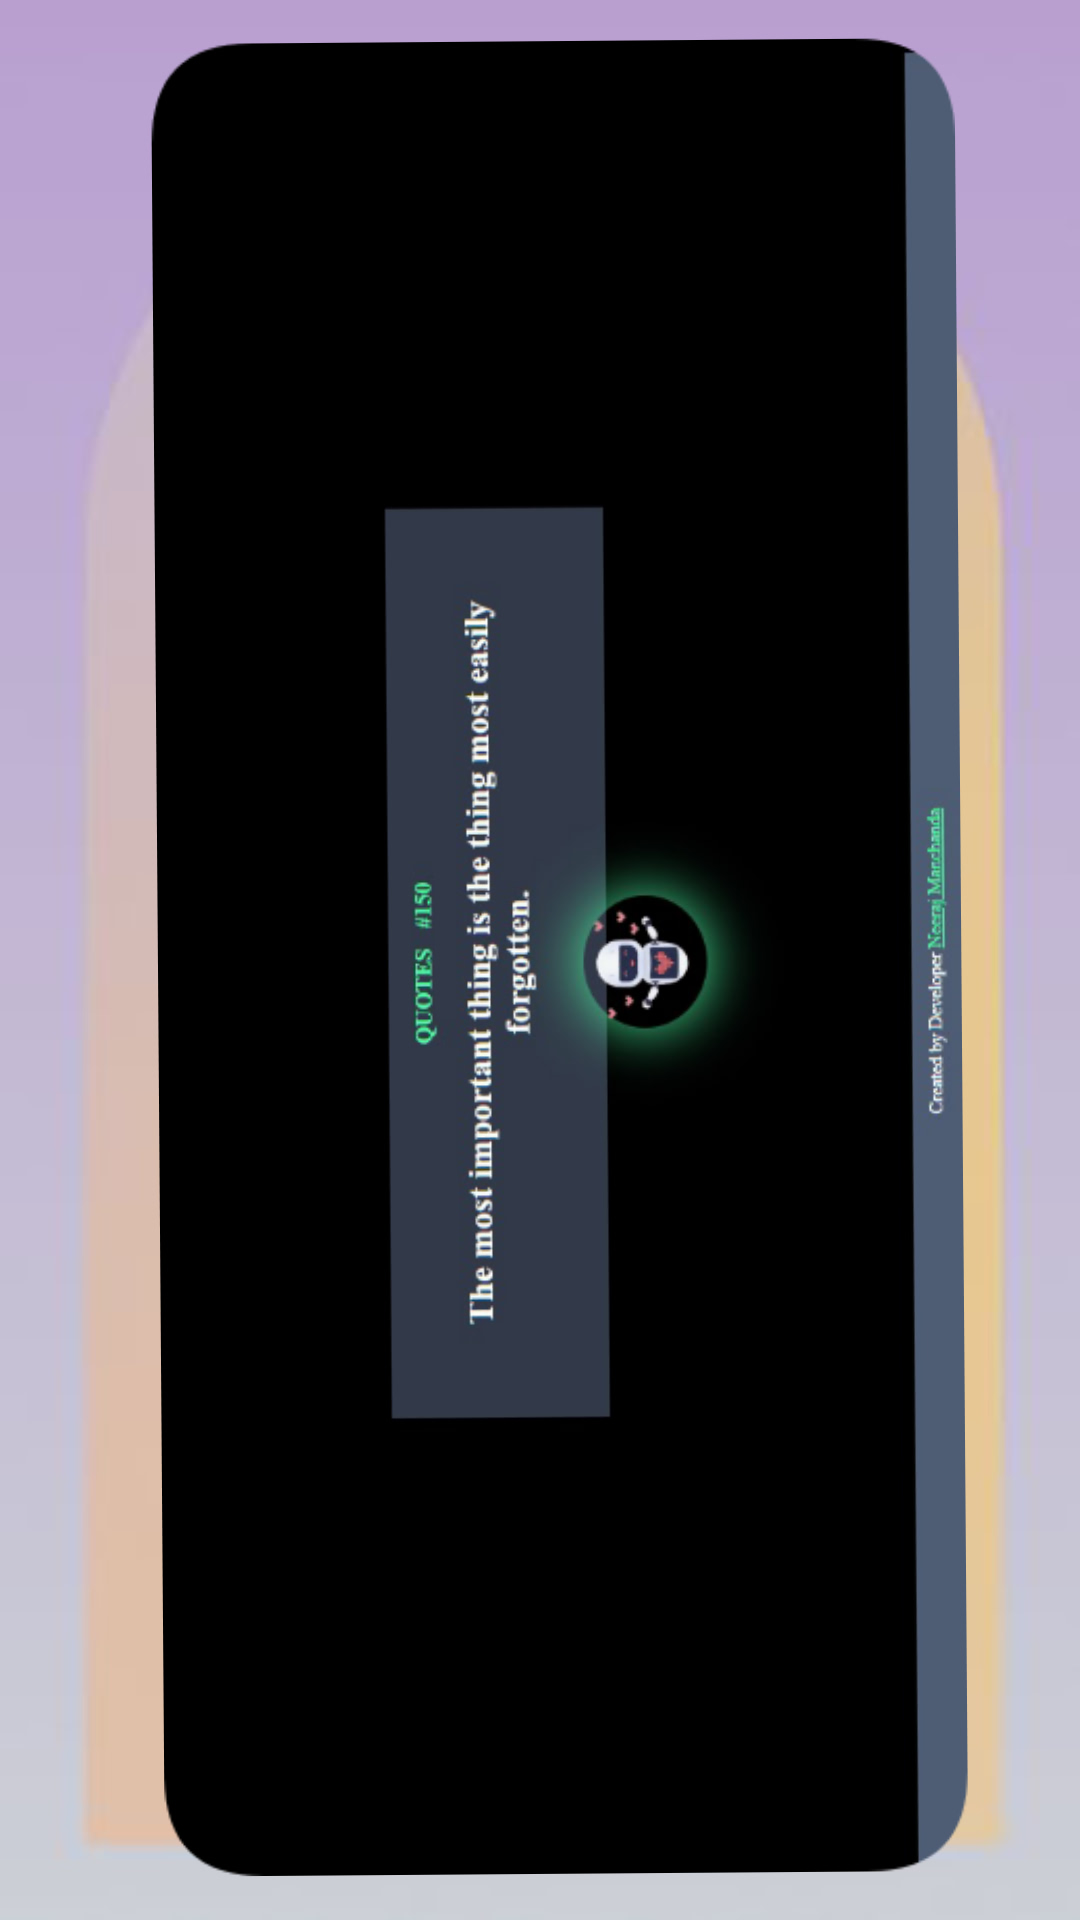 QUOTES #150
The most important thing is the thing most easily
forgotten.
Created by Developer Neeraj Manchanda